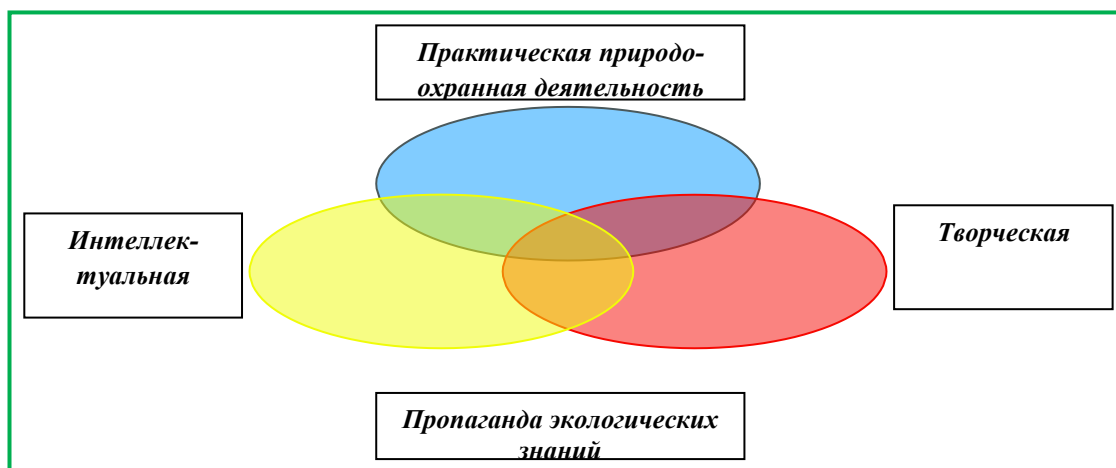 Практическая природо-
охранная деятельность
Интеллек-
туальная
Творческая
Пропаганда экологических
знаний